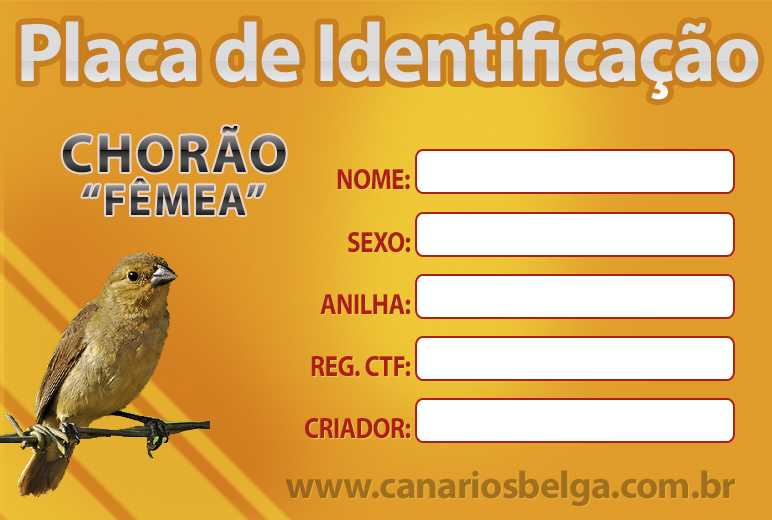 Placa de Identificação
CHORÃO
“FÊMEA”
NOME:
SEXO:
ANILHA:
REG. CTF:
CRIADOR:
www.canariosbelga.com.br